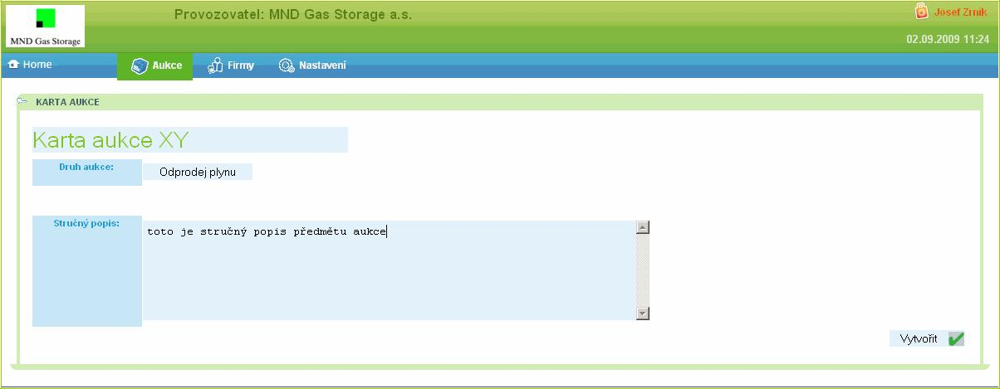 MND Gas Storage
Provozovatel: MND Gas Storage a.s.
Josef Zrník
02.09.2009 11:24
Home
Aukce
Firmy
Nastavení
KARTA AUKCE
Karta aukce XY
Druh aukce:
Odprodej plynu
Stručný popis:
toto je stručný popis předmětu aukce
Vytvořit